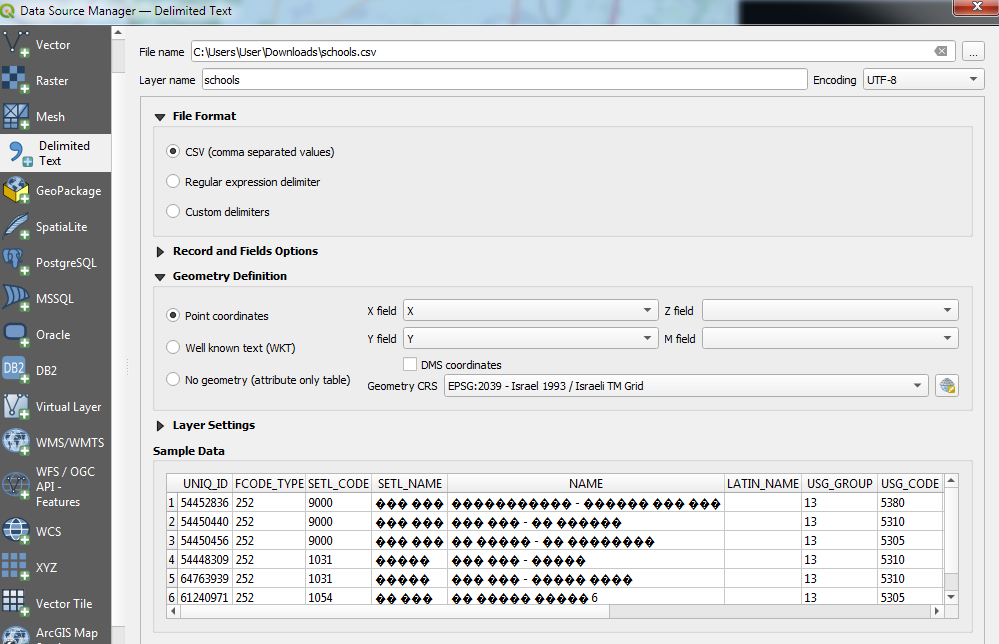 Data Source Manager — Delimited Text
Vector
Raster
Mesh
Delimited
Text
GeoPackage
SpatiaLite
PostgreSQL
MSSQL
Oracle
DB2
DB2
Virtual Layer
WMS/WMTS
WFS / OGC
API -
Features
WCS
XYZ
Vector Tile
ArcGIS Map
File name C:\Users\User\Downloads\schools.csv ...
Layer name schools Encoding UTF-8
File Format
CSV (comma separated values)
Regular expression delimiter
Custom delimiters
Record and Fields Options
Geometry Definition
Point coordinates X field X Z field
Well known text (WKT) Y field Y M field
DMS coordinates
No geometry (attribute only table) Geometry CRS EPSG:2039 - Israel 1993 / Israeli TM Grid
Layer Settings
Sample Data
UNIQ_ID FCODE_TYPE SETL_CODE SETL_NAME NAME LATIN_NAME USG_GROUP USG_CODE
1 54452836 252 9000 ��� ��� ����������� - ������ ��� ��� 13 5380
2 54450440 252 9000 ��� ��� ��� ��� - �� ������ 13 5310
3 54450456 252 9000 ��� ��� �� ����� - �� �������� 13 5305
4 54448309 252 1031 ����� ��� ��� - ����� 13 5310
5 64763939 252 1031 ����� ��� ��� - ����� ���� 13 5310
6 61240971 252 1054 �� ��� �� ����� ����� 6 13 5305